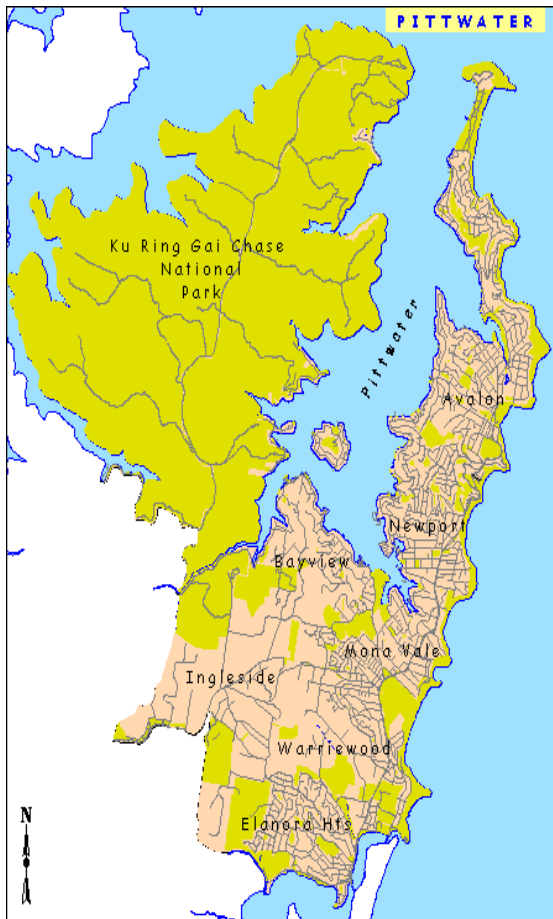 PITTWATER
Ku Ring Gai Chase
National
Park
Pittwater
Avalon
Newport
Bayview
Mona Vale
Ingleside
Warriewood
Elanora Hts
N